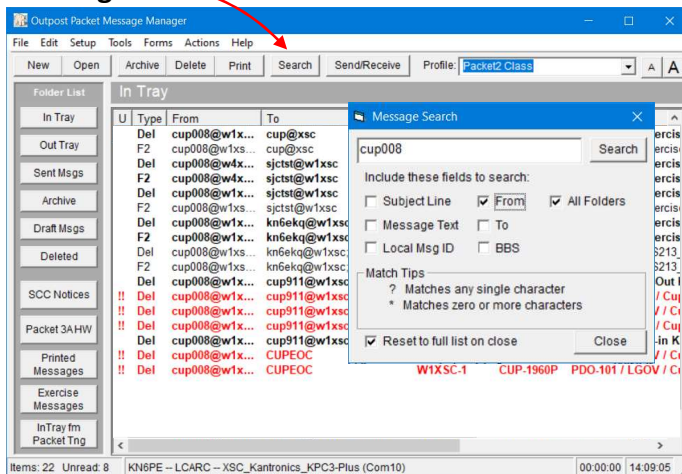 Outpost Packet Message Manager
File Edit Setup Tools Forms Actions Help
New Open Archive Delete Print Search Send/Receive Profile: Packet2 Class A A
Folder List
In Tray
Out Tray
Sent Msgs
Archive
Draft Msgs
Deleted
SCC Notices
Packet 3AHW
Printed
Messages
Exercise
Messages
InTray fm
Packet Tng
In Tray
U Type From To
Del cup008@w1x... cup@xsc
F2 cup008@w1xs... cup@xsc
Del cup008@w4x... sjctst@w1xsc
F2 cup008@w4x... sjctst@w1xsc
Del cup008@w1x... sjctst@w1xsc
F2 cup008@w1xs... sjctst@w1xsc
Del cup008@w1x... kn6ekq@w1xsc
F2 cup008@w1x... kn6ekq@w1xsc
Del cup008@w1xs... kn6ekq@w1xsc;
F2 cup008@w1xs... kn6ekq@w1xsc;
Del cup008@w1x... cup911@w1xsc
!! Del cup008@w1x... cup911@w1xsc
!! Del cup008@w1x... cup911@w1xsc
!! Del cup008@w1x... cup911@w1xsc
Del cup008@w1x... cup911@w1xsc
!! Del cup008@w1x... CUPEOC
!! Del cup008@w1x... CUPEOC W1XSC-1 CUP-1960P PDO-101 / LGOV / C
Message Search
cup008 Search
Include these fields to search:
Subject Line From All Folders
Message Text To
Local Msg ID BBS
Match Tips
? Matches any single character
* Matches zero or more characters
Reset to full list on close Close
Items: 22 Unread: 8 KN6PE -- LCARC -- XSC_Kantronics_KPC3-Plus (Com10) 00:00:00 14:09:05